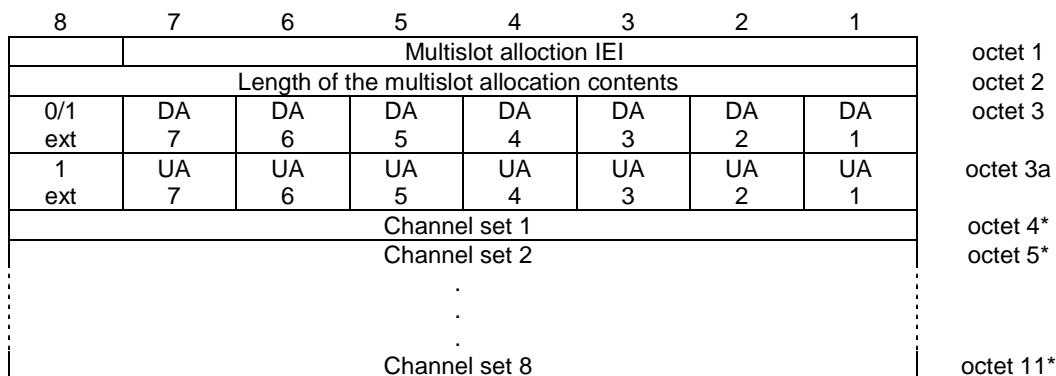 8 7 6 5 4 3 2 1
Multislot alloction IEI octet 1
Length of the multislot allocation contents octet 2
0/1 DA DA DA DA DA DA DA octet 3
ext 7 6 5 4 3 2 1
1 UA UA UA UA UA UA UA octet 3a
ext 7 6 5 4 3 2 1
Channel set 1 octet 4*
Channel set 2 octet 5*
.
.
.
Channel set 8 octet 11*